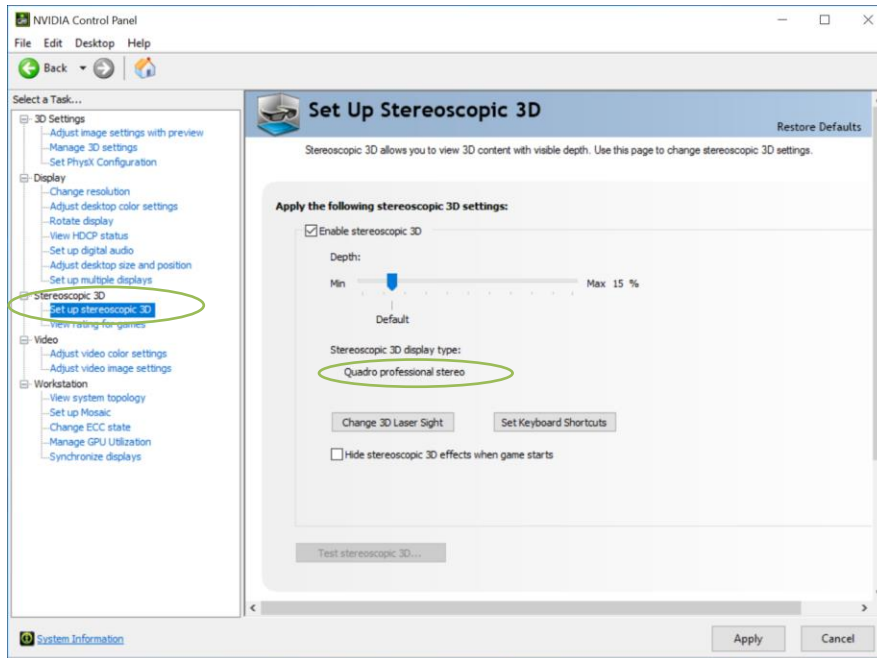 NVIDIA Control Panel
File Edit Desktop Help
Back
Select a Task...
3D Settings
Adjust image settings with preview
Manage 3D settings
Set PhysX Configuration
Display
Change resolution
Adjust desktop color settings
Rotate display
View HDCP status
Set up digital audio
Adjust desktop size and position
Set up multiple displays
Stereoscopic 3D
Set up stereoscopic 3D
View rating for games
Video
Adjust video color settings
Adjust video image settings
Workstation
View system topology
Set up Mosaic
Change ECC state
Manage GPU Utilization
Synchronize displays
Set Up Stereoscopic 3D
Restore Defaults
Stereoscopic 3D allows you to view 3D content with visible depth. Use this page to change stereoscopic 3D settings.
Apply the following stereoscopic 3D settings:
Enable stereoscopic 3D
Depth:
Min Max 15 %
Default
Stereoscopic 3D display type:
Quadro professional stereo
Change 3D Laser Sight Set Keyboard Shortcuts
Hide stereoscopic 3D effects when game starts
Test stereoscopic 3D...
System Information Apply Cancel